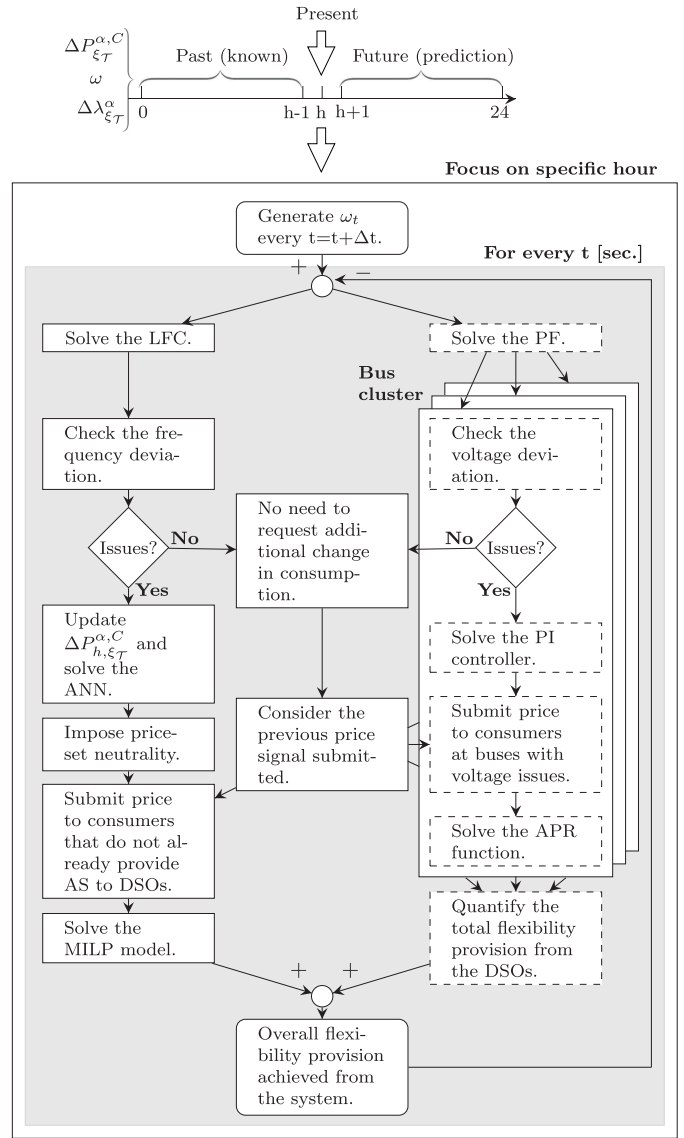 Present
ΔP^{α,C}_{ξ_𝒯}
ω
Δλ^α_{ξ_𝒯}
Past (known)
Future (prediction)
0
h-1 h h+1
24
Focus on specific hour
Generate ω_t
every t=t+Δt.
For every t [sec.]
+
−
Solve the LFC.
Solve the PF.
Bus
cluster
Check the fre-
quency devia-
tion.
Check the
voltage devi-
ation.
No need to
request addi-
tional change
in consump-
tion.
Issues?
No
Yes
No
Issues?
Yes
Update
ΔP^{α,C}_{h,ξ_𝒯} and
solve the
ANN.
Solve the PI
controller.
Impose price-
set neutrality.
Consider the
previous price
signal submit-
ted.
Submit price
to consumers
at buses with
voltage issues.
Submit price
to consumers
that do not al-
ready provide
AS to DSOs.
Solve the APR
function.
Solve the
MILP model.
Quantify the
total flexibility
provision from
the DSOs.
+
+
Overall flexi-
bility provision
achieved from
the system.